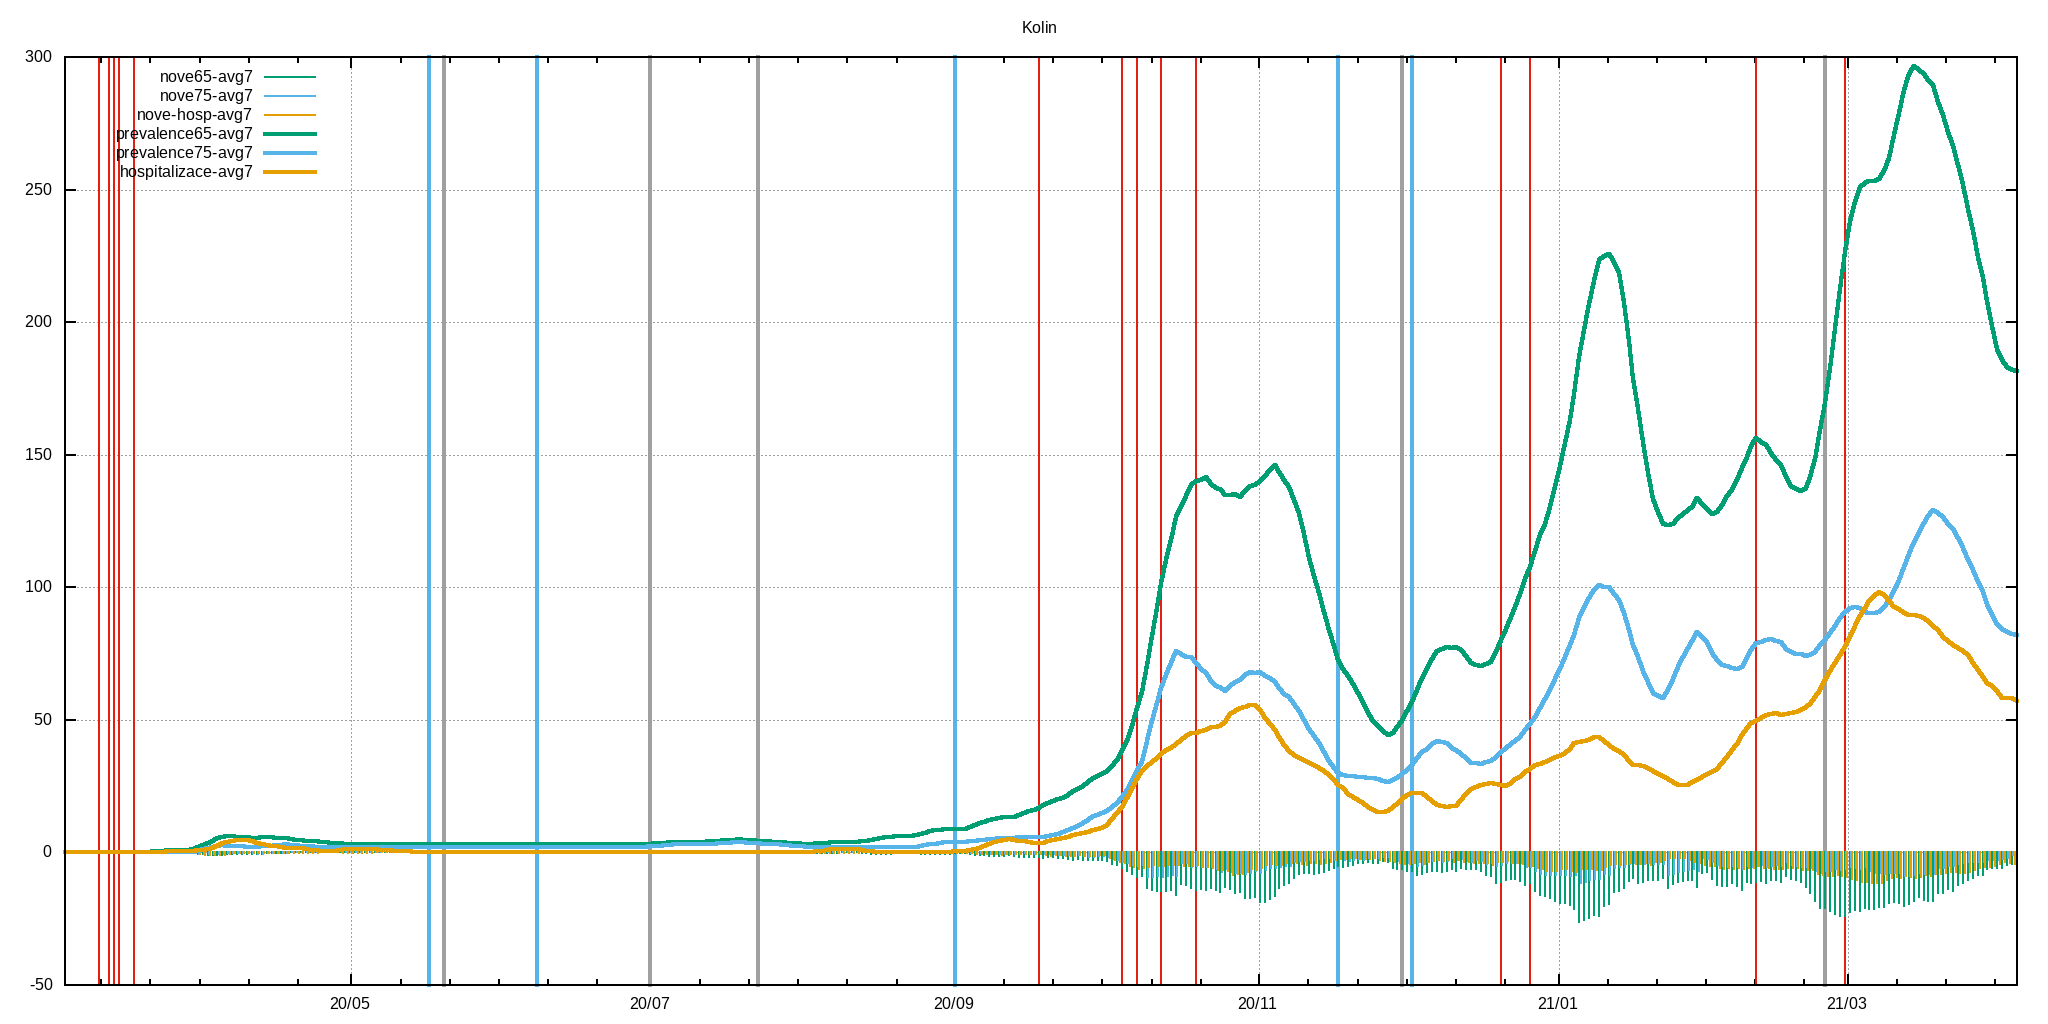 Kolin
300
250
200
150
100
50
0
-50
nove65-avg7
nove75-avg7
nove-hosp-avg7
prevalence65-avg7
prevalence75-avg7
hospitalizace-avg7
20/05
20/07
20/09
20/11
21/01
21/03